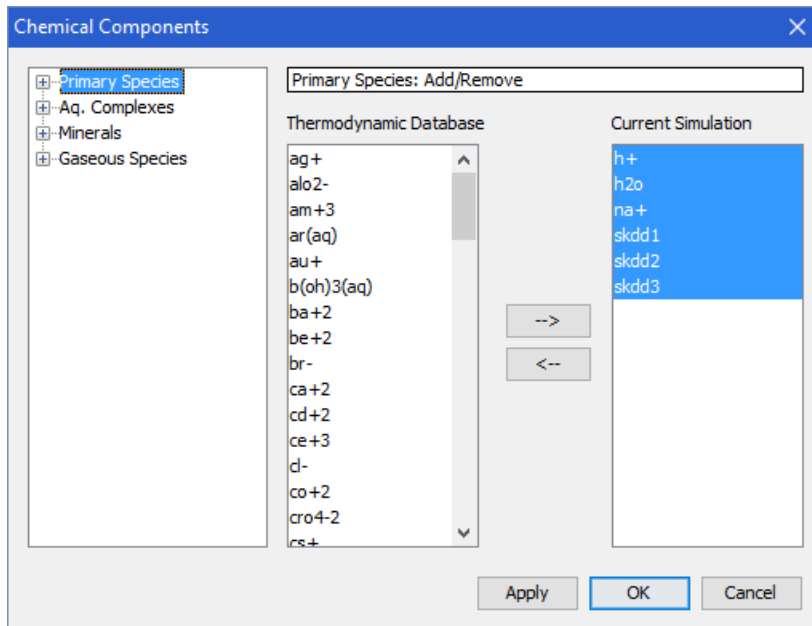 Chemical Components
Primary Species
Aq. Complexes
Minerals
Gaseous Species
Primary Species: Add/Remove
Thermodynamic Database
ag+
alo2-
am+3
ar(aq)
au+
b(oh)3(aq)
ba+2
be+2
br-
ca+2
cd+2
ce+3
cl-
co+2
cro4-2
cs+
-->
<--
Current Simulation
h+
h2o
na+
skdd1
skdd2
skdd3
Apply
OK
Cancel